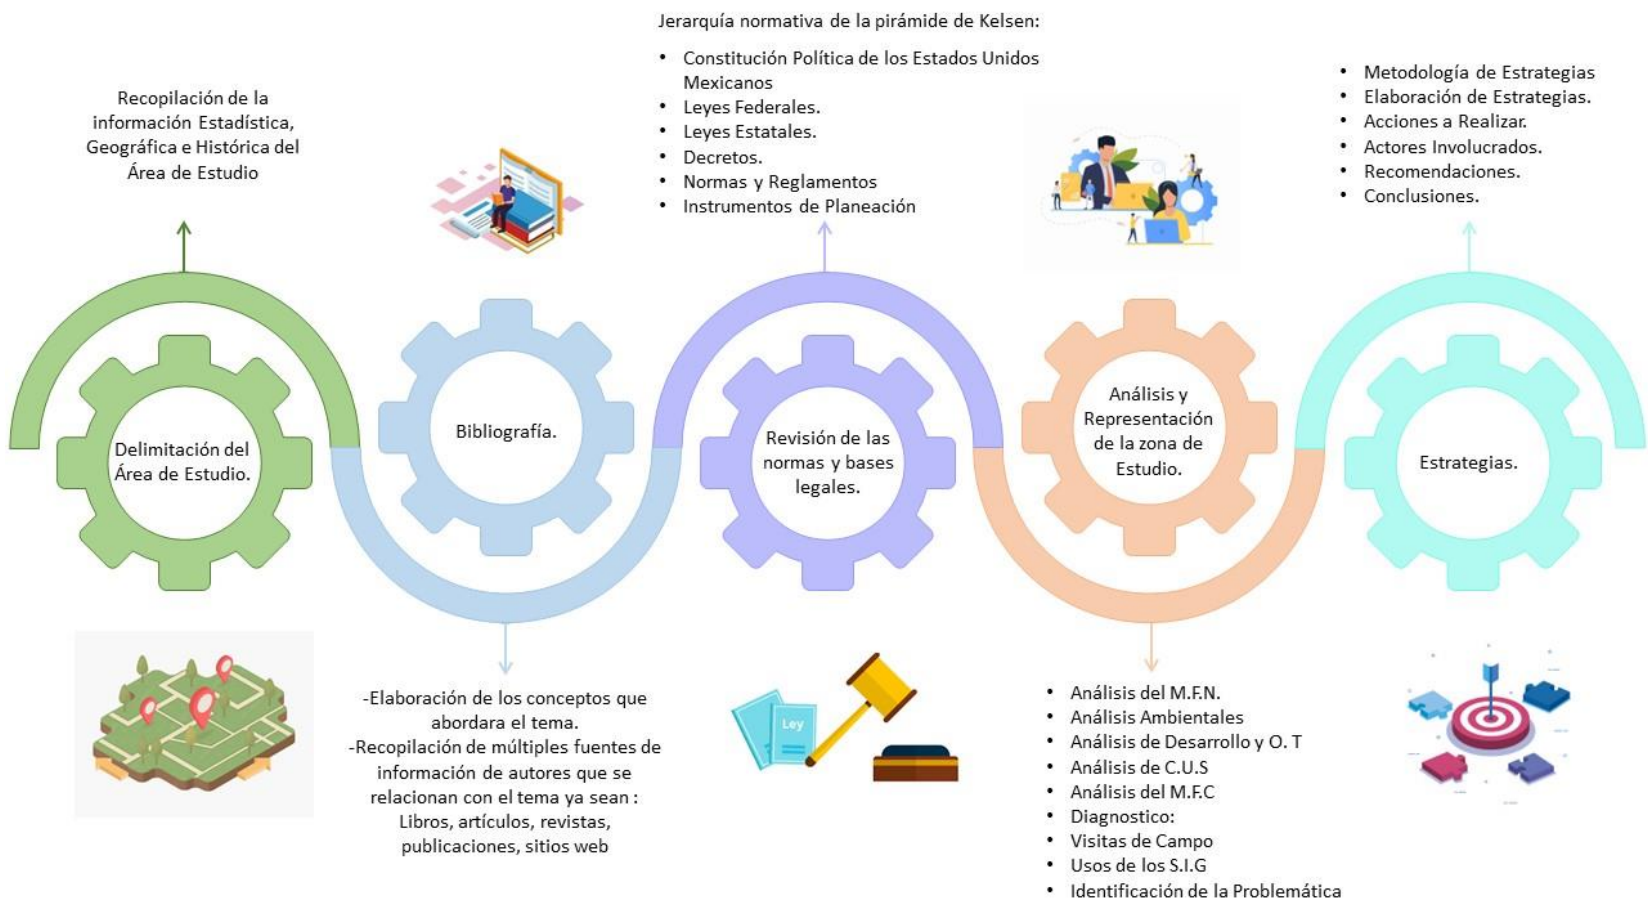 Recopilación de la
información Estadística,
Geográfica e Histórica del
Área de Estudio
Delimitación del
Área de Estudio.
Bibliografía.
-Elaboración de los conceptos que
abordara el tema.
-Recopilación de múltiples fuentes de
información de autores que se
relacionan con el tema ya sean :
Libros, artículos, revistas,
publicaciones, sitios web
Jerarquía normativa de la pirámide de Kelsen:
• Constitución Política de los Estados Unidos
Mexicanos
• Leyes Federales.
• Leyes Estatales.
• Decretos.
• Normas y Reglamentos
• Instrumentos de Planeación
Revisión de las
normas y bases
legales.
Ley
Análisis y
Representación
de la zona de
Estudio.
• Análisis del M.F.N.
• Análisis Ambientales
• Análisis de Desarrollo y O. T
• Análisis de C.U.S
• Análisis del M.F.C
• Diagnostico:
• Visitas de Campo
• Usos de los S.I.G
• Identificación de la Problemática
• Metodología de Estrategias
• Elaboración de Estrategias.
• Acciones a Realizar.
• Actores Involucrados.
• Recomendaciones.
• Conclusiones.
Estrategias.